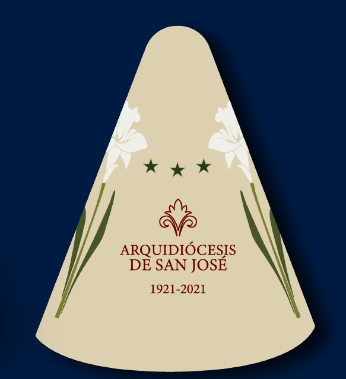 ARQUIDIÓCESIS
DE SAN JOSÉ
1921-2021